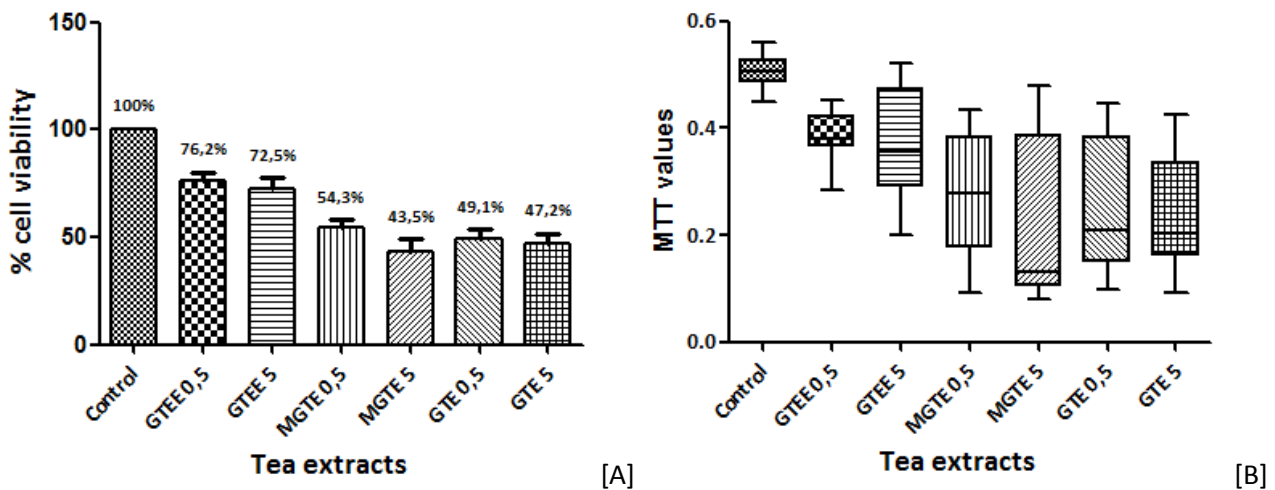 150
100
50
0
% cell viability
100%
76,2%
72,5%
54,3%
43,5%
49,1%
47,2%
Control
GTEE 0,5
GTEE 5
MGTE 0,5
MGTE 5
GTE 0,5
GTE 5
Tea extracts
[A]
0.6
0.4
0.2
0.0
MTT values
Control
GTEE 0,5
GTEE 5
MGTE 0,5
MGTE 5
GTE 0,5
GTE 5
Tea extracts
[B]